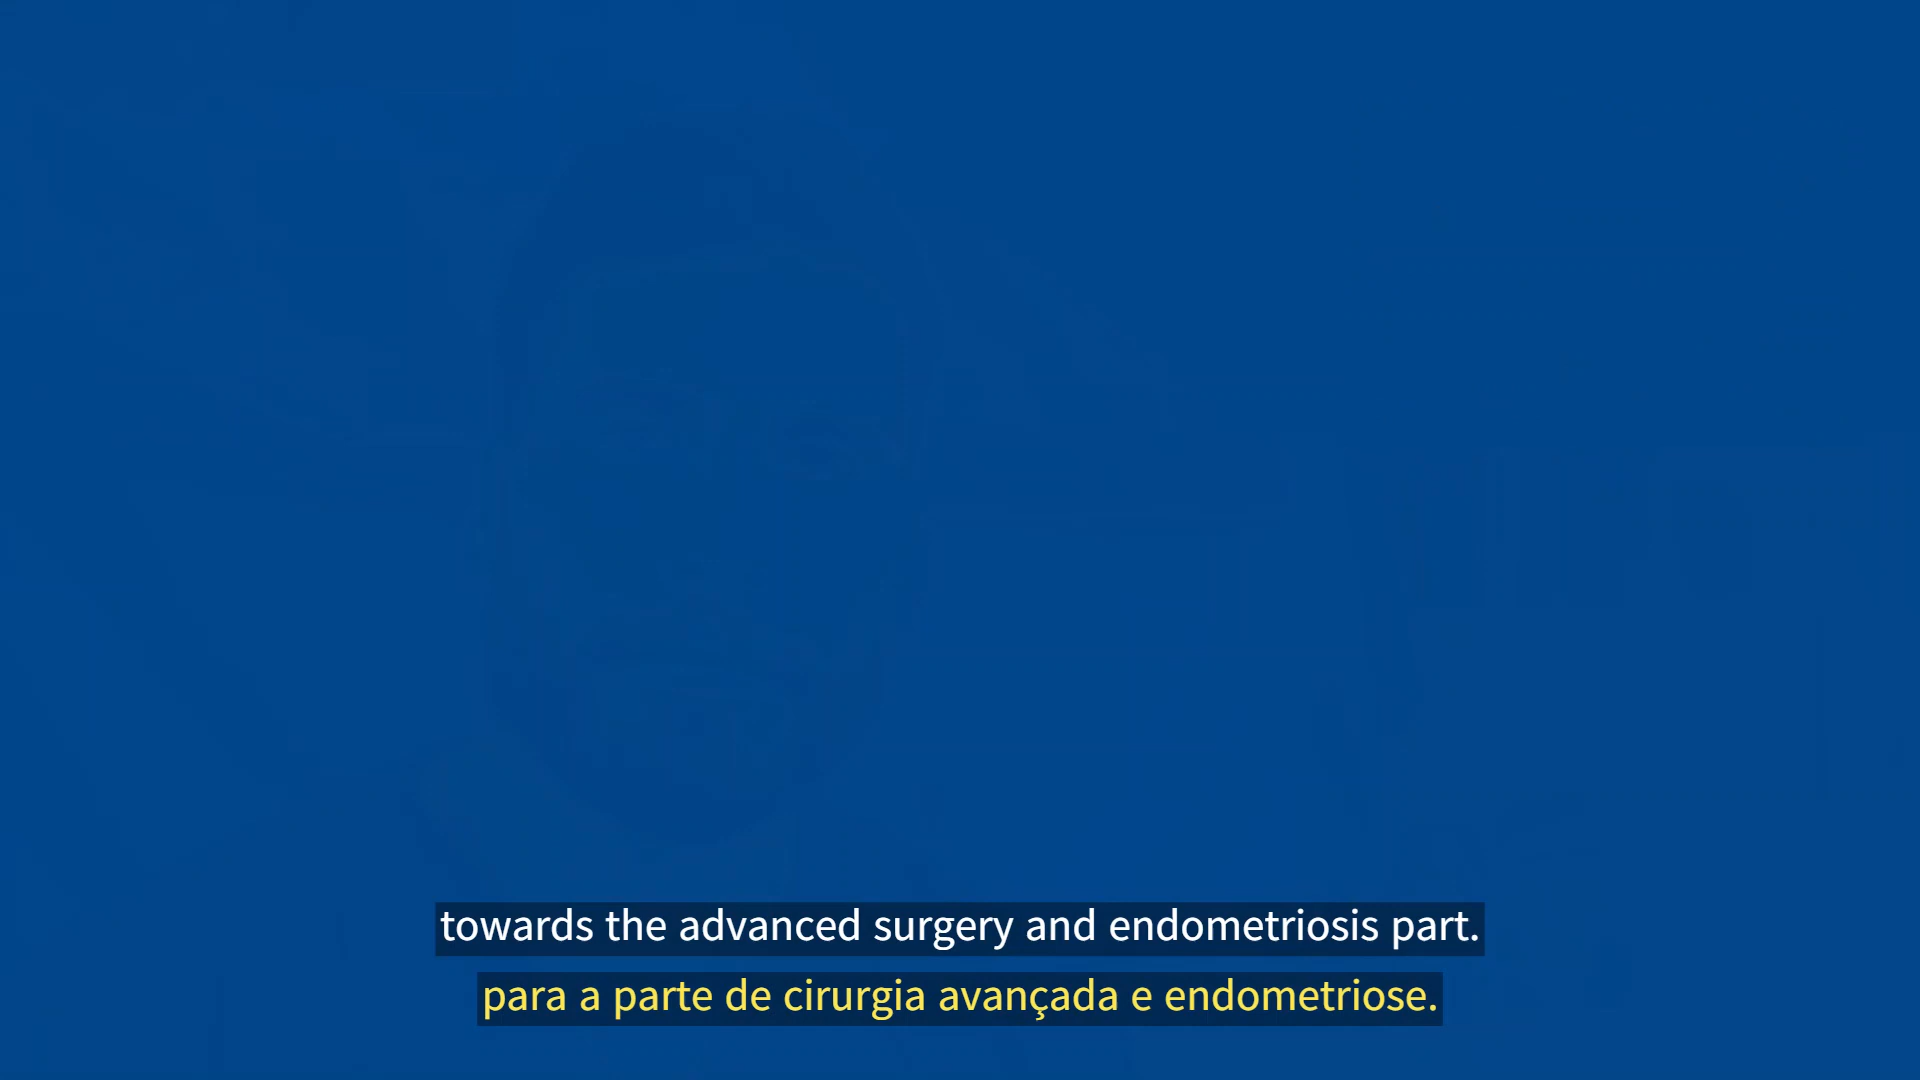 towards the advanced surgery and endometriosis part.
para a parte de cirurgia avançada e endometriose.